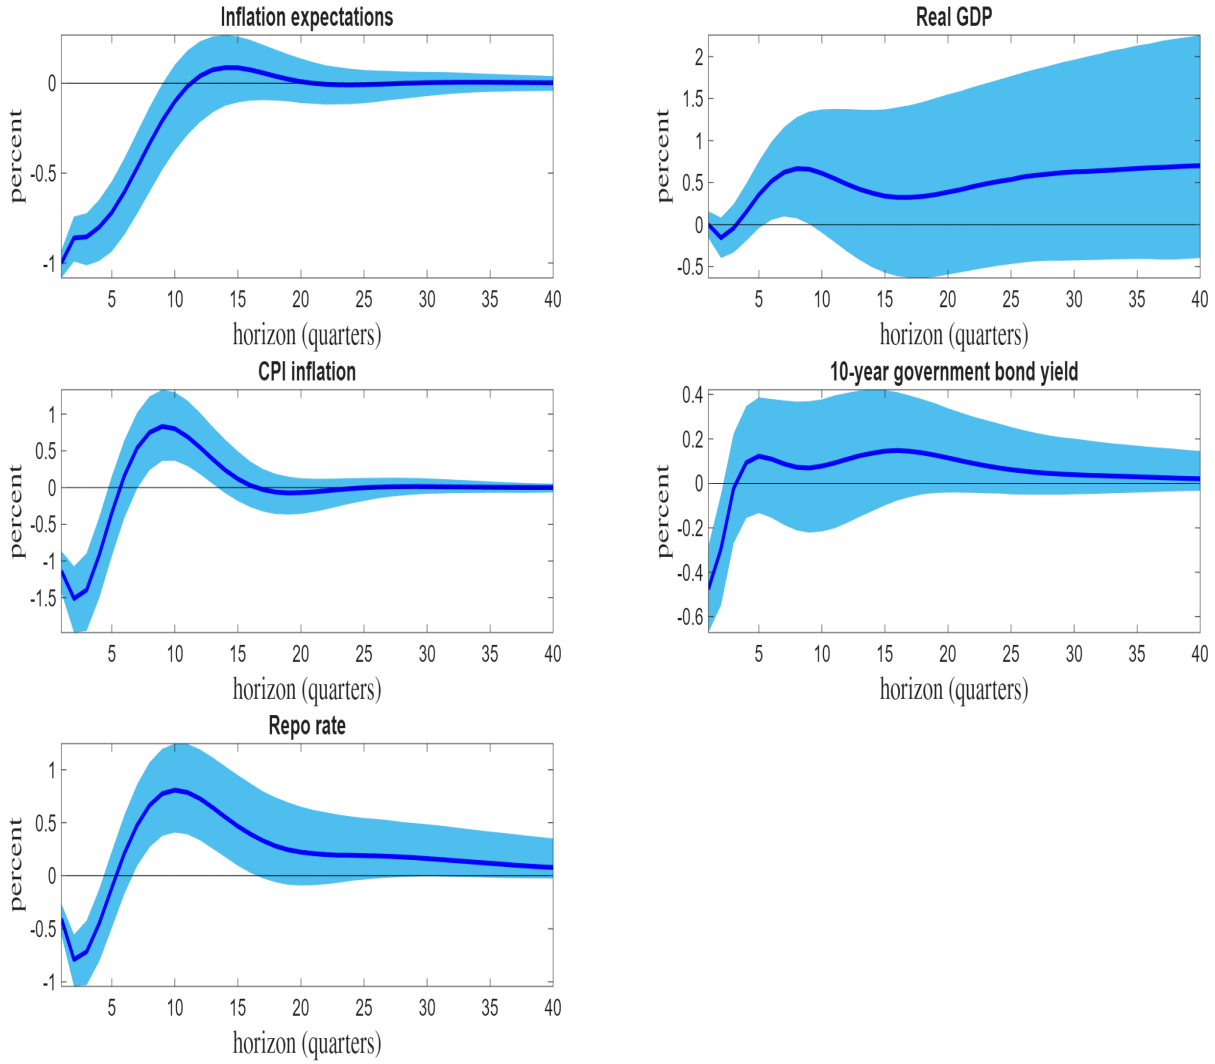 Inflation expectations
percent
0
-0.5
-1
5 10 15 20 25 30 35 40
horizon (quarters)
Real GDP
percent
2
1.5
1
0.5
0
-0.5
5 10 15 20 25 30 35 40
horizon (quarters)
CPI inflation
percent
1
0.5
0
-0.5
-1
-1.5
5 10 15 20 25 30 35 40
horizon (quarters)
10-year government bond yield
percent
0.4
0.2
0
-0.2
-0.4
-0.6
5 10 15 20 25 30 35 40
horizon (quarters)
Repo rate
percent
1
0.5
0
-0.5
-1
5 10 15 20 25 30 35 40
horizon (quarters)